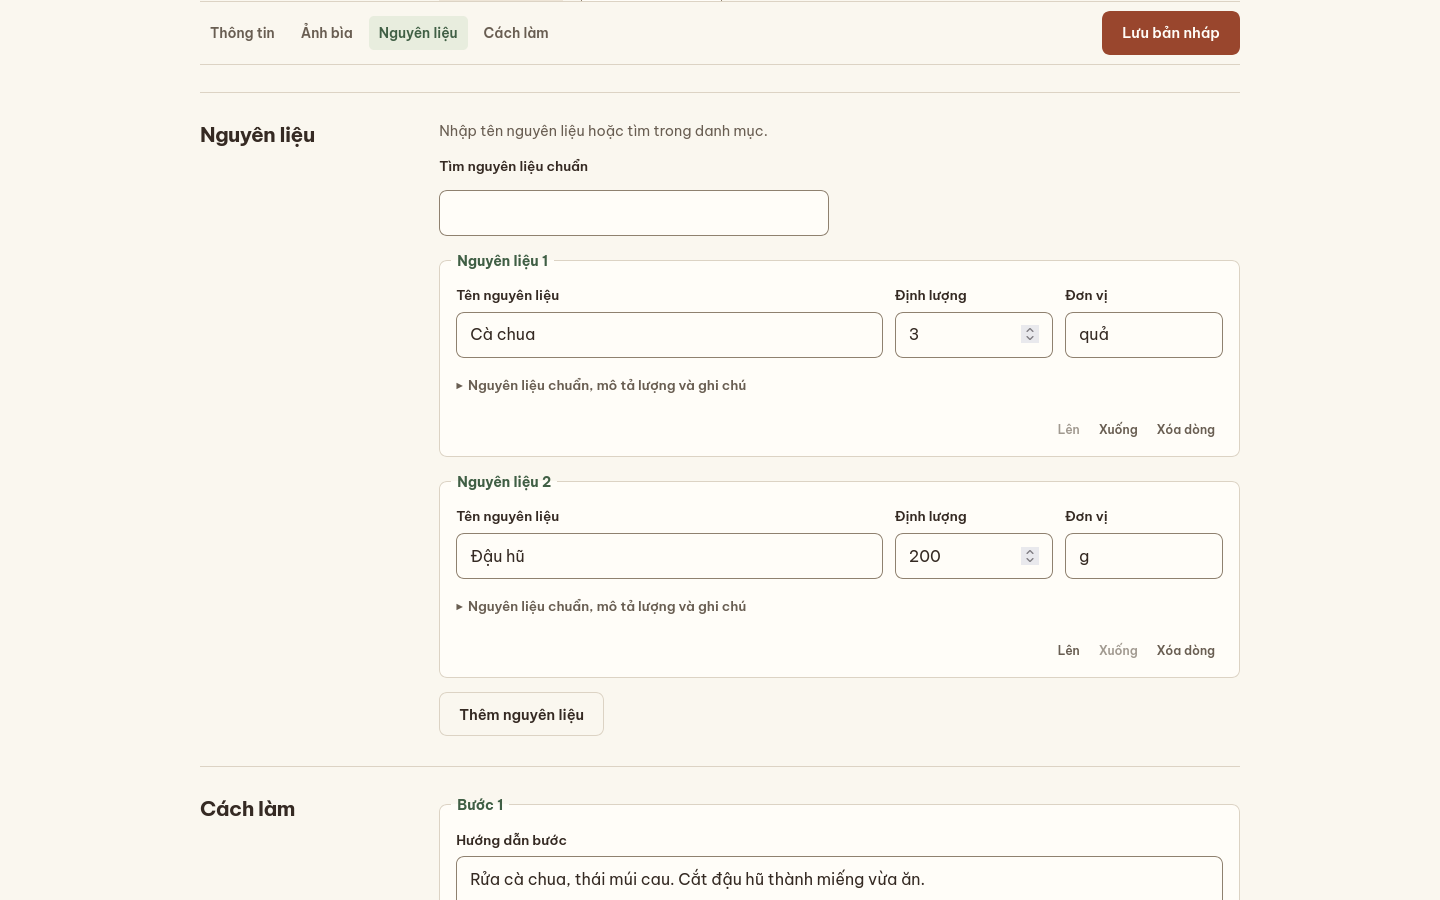 Thông tin Ảnh bìa Nguyên liệu Cách làm Lưu bản nháp
Nguyên liệu
Nhập tên nguyên liệu hoặc tìm trong danh mục.
Tìm nguyên liệu chuẩn
Nguyên liệu 1
Tên nguyên liệu Định lượng Đơn vị
Cà chua 3 quả
Nguyên liệu chuẩn, mô tả lượng và ghi chú
Lên Xuống Xóa dòng
Nguyên liệu 2
Tên nguyên liệu Định lượng Đơn vị
Đậu hũ 200 g
Nguyên liệu chuẩn, mô tả lượng và ghi chú
Lên Xuống Xóa dòng
Thêm nguyên liệu
Cách làm
Bước 1
Hướng dẫn bước
Rửa cà chua, thái múi cau. Cắt đậu hũ thành miếng vừa ăn.